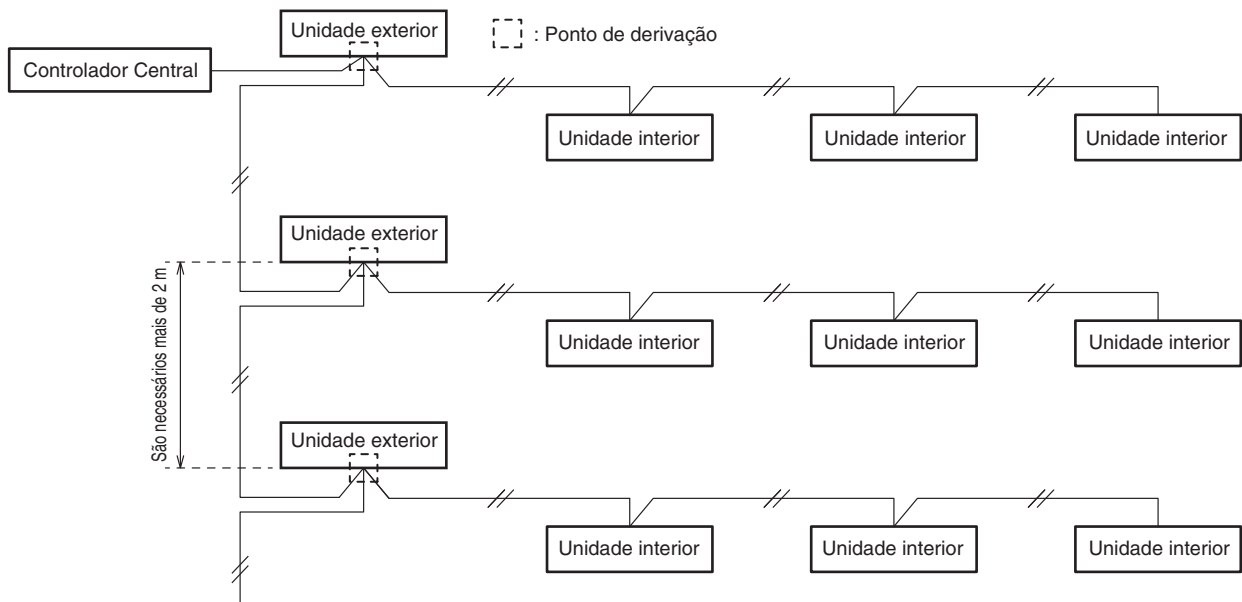 Unidade exterior
: Ponto de derivação
Controlador Central
Unidade interior
Unidade interior
Unidade interior
Unidade exterior
São necessários mais de 2 m
Unidade interior
Unidade interior
Unidade interior
Unidade exterior
Unidade interior
Unidade interior
Unidade interior